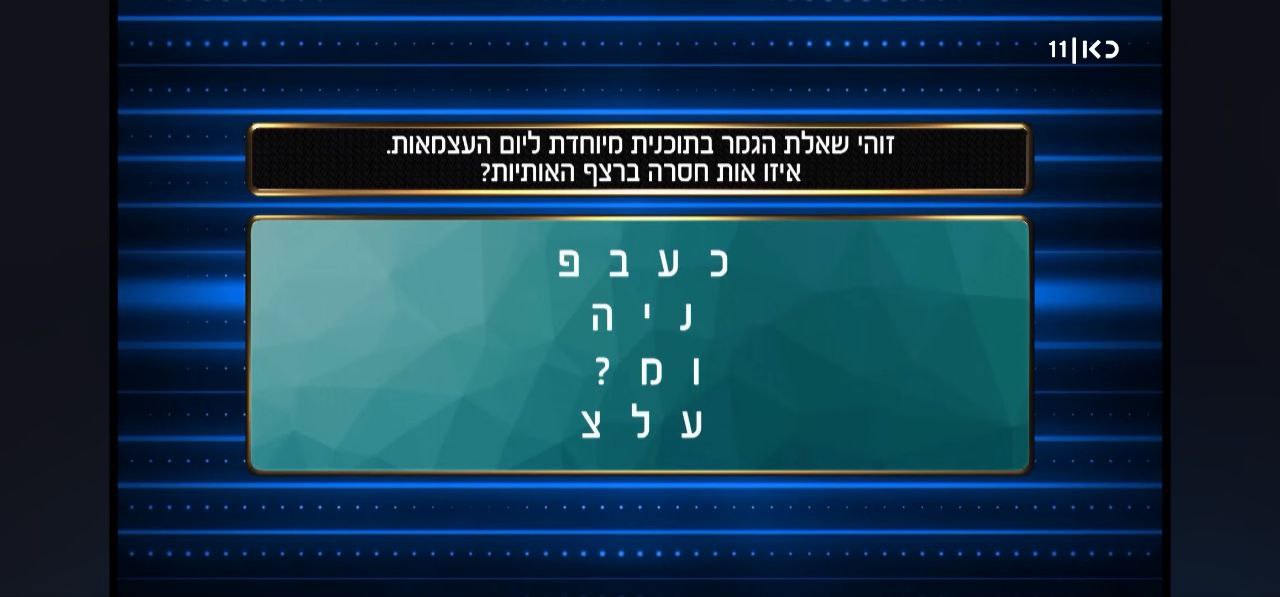 כאן|11
זוהי שאלת הגמר בתוכנית מיוחדת ליום העצמאות.
איזו אות חסרה ברצף האותיות?
כ ע ב פ
נ י ה
ו מ ?
ע ל צ